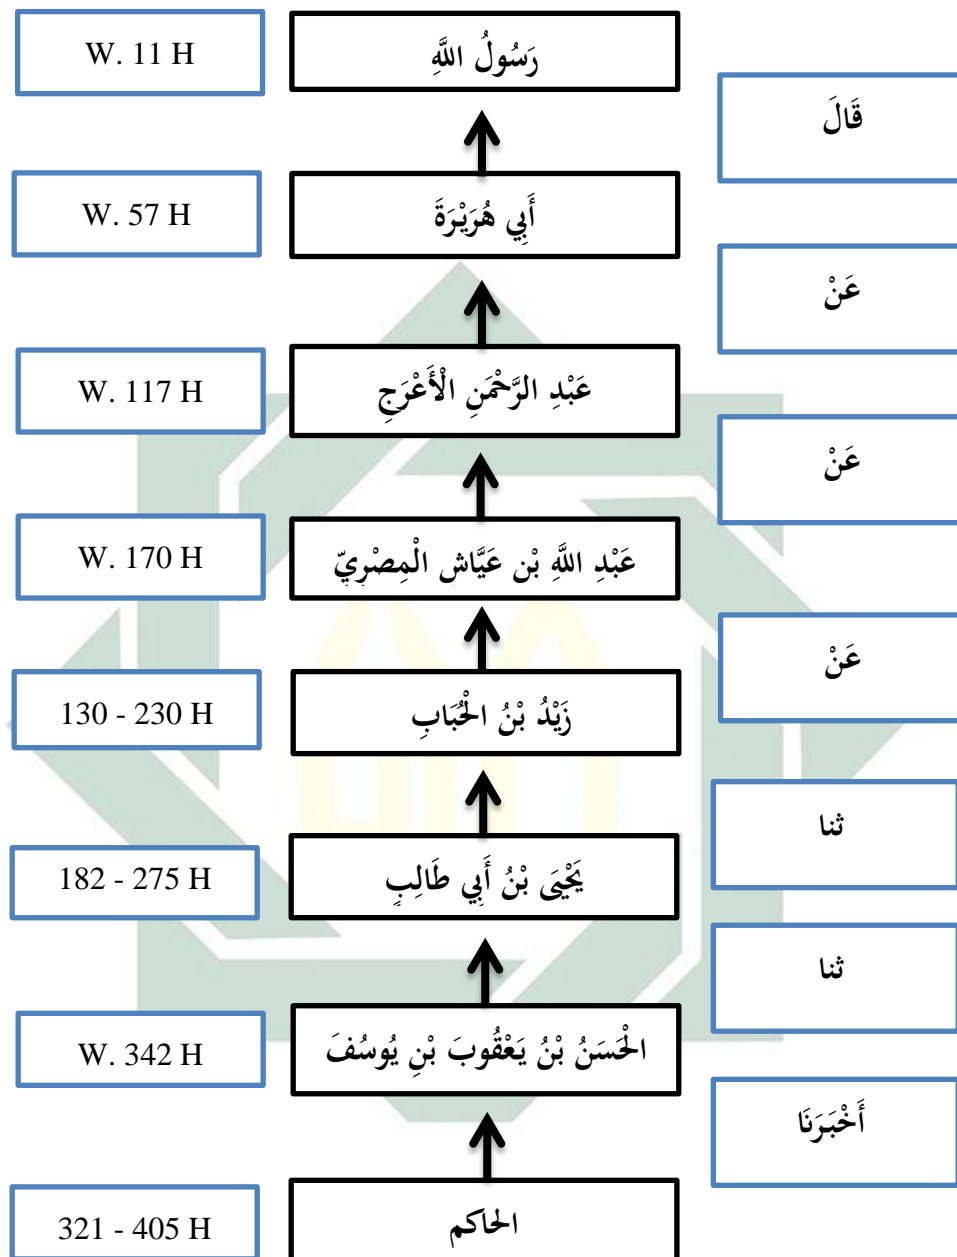 W. 11 H
رَسُولُ اللَّهِ
قَالَ
W. 57 H
أَبِي هُرَيْرَةَ
عَنْ
W. 117 H
عَبْدِ الرَّحْمَنِ الْأَعْرَجِ
عَنْ
W. 170 H
عَبْدِ اللَّهِ بْن عَيَّاش الْمِصْرِيّ
عَنْ
130 - 230 H
زَيْدُ بْنُ الْحُبَابِ
ثنا
182 - 275 H
يَحْيَى بْنُ أَبِي طَالِبٍ
ثنا
W. 342 H
الْحَسَنُ بْنُ يَعْقُوبَ بْنِ يُوسُفَ
أَخْبَرَنَا
321 - 405 H
الحاكم